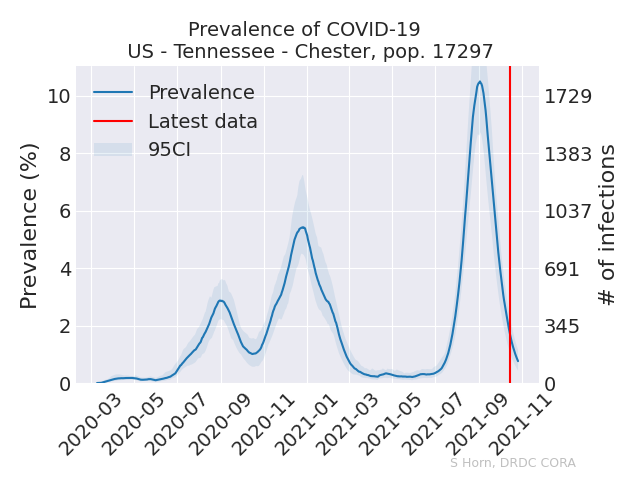 Prevalence of COVID-19
US - Tennessee - Chester, pop. 17297
Prevalence
Latest data
95CI
Prevalence (%)
10
8
6
4
2
0
1729
1383
1037
691
345
0
# of infections
2020-03
2020-05
2020-07
2020-09
2020-11
2021-01
2021-03
2021-05
2021-07
2021-09
2021-11
S Horn, DRDC CORA